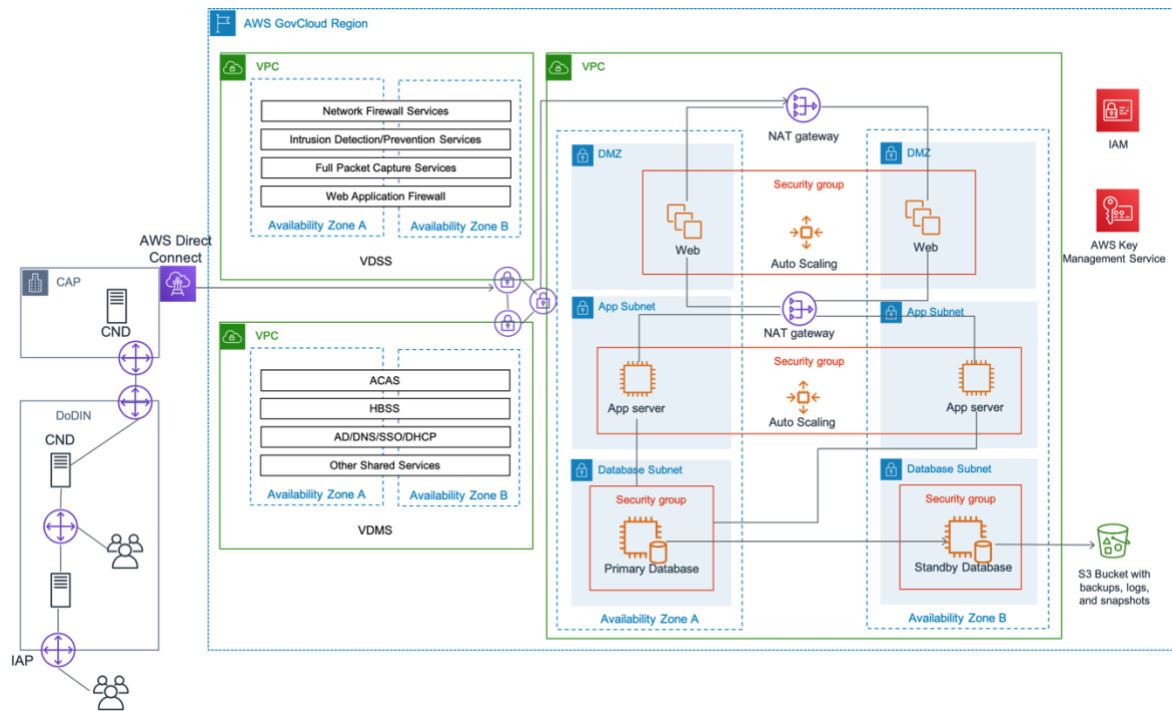 AWS GovCloud Region
VPC
Network Firewall Services
Intrusion Detection/Prevention Services
Full Packet Capture Services
Web Application Firewall
Availability Zone A
Availability Zone B
VDSS
AWS Direct
Connect
CAP
CND
DoDIN
CND
IAP
VPC
ACAS
HBSS
AD/DNS/SSO/DHCP
Other Shared Services
Availability Zone A
Availability Zone B
VDMS
VPC
NAT gateway
DMZ
DMZ
Security group
Web
Auto Scaling
Web
App Subnet
NAT gateway
App Subnet
Security group
App server
Auto Scaling
App server
Database Subnet
Database Subnet
Security group
Security group
Primary Database
Standby Database
Availability Zone A
Availability Zone B
IAM
AWS Key
Management Service
S3 Bucket with
backups, logs,
and snapshots